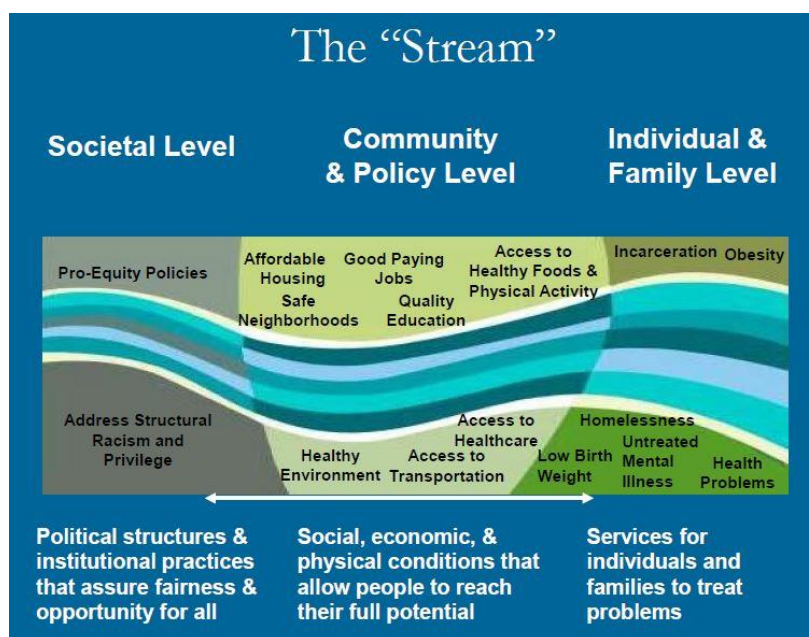 The “Stream”
Societal Level
Community
& Policy Level
Individual &
Family Level
Pro-Equity Policies
Affordable
Housing
Safe
Neighborhoods
Good Paying
Jobs
Quality
Education
Access to
Healthy Foods &
Physical Activity
Incarceration
Obesity
Address Structural
Racism and
Privilege
Healthy
Environment
Access to
Transportation
Access to
Healthcare
Low Birth
Weight
Homelessness
Untreated
Mental
Illness
Health
Problems
Political structures &
institutional practices
that assure fairness &
opportunity for all
Social, economic, &
physical conditions that
allow people to reach
their full potential
Services for
individuals and
families to treat
problems